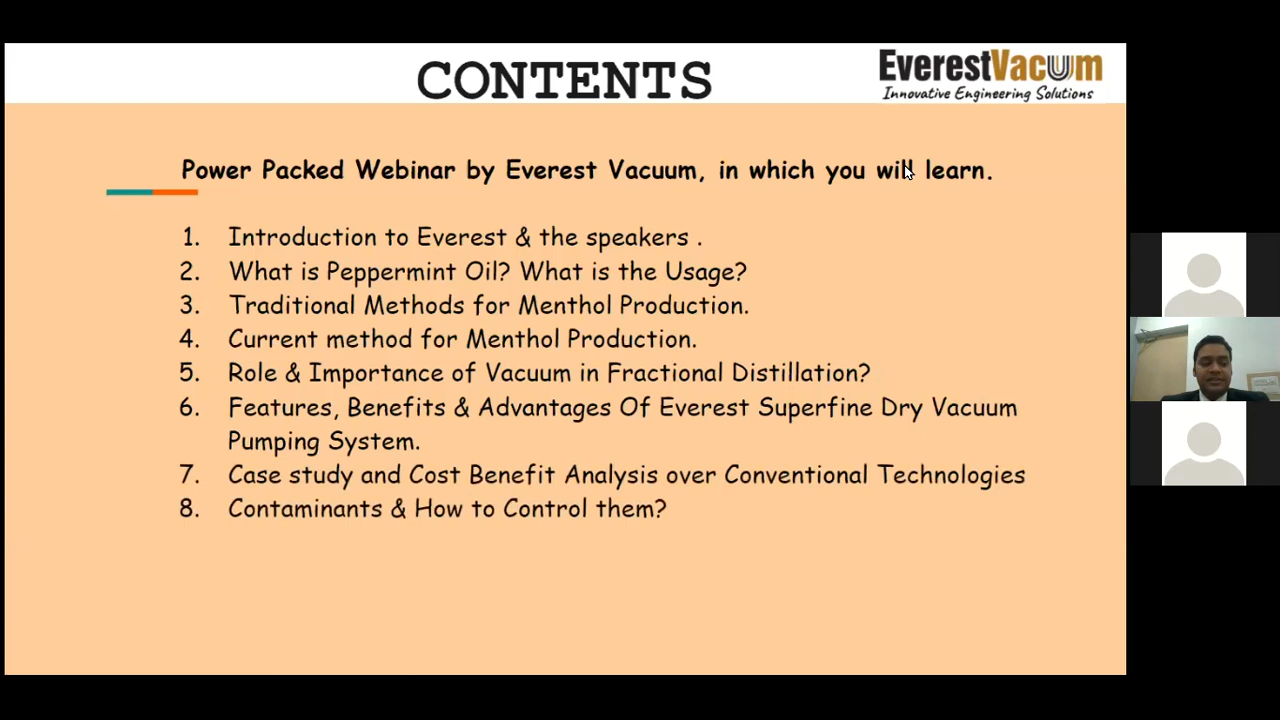 CONTENTS
EverestVacuum
Innovative Engineering Solutions
Power Packed Webinar by Everest Vacuum, in which you will learn.
1. Introduction to Everest & the speakers .
2. What is Peppermint Oil? What is the Usage?
3. Traditional Methods for Menthol Production.
4. Current method for Menthol Production.
5. Role & Importance of Vacuum in Fractional Distillation?
6. Features, Benefits & Advantages Of Everest Superfine Dry Vacuum
Pumping System.
7. Case study and Cost Benefit Analysis over Conventional Technologies
8. Contaminants & How to Control them?